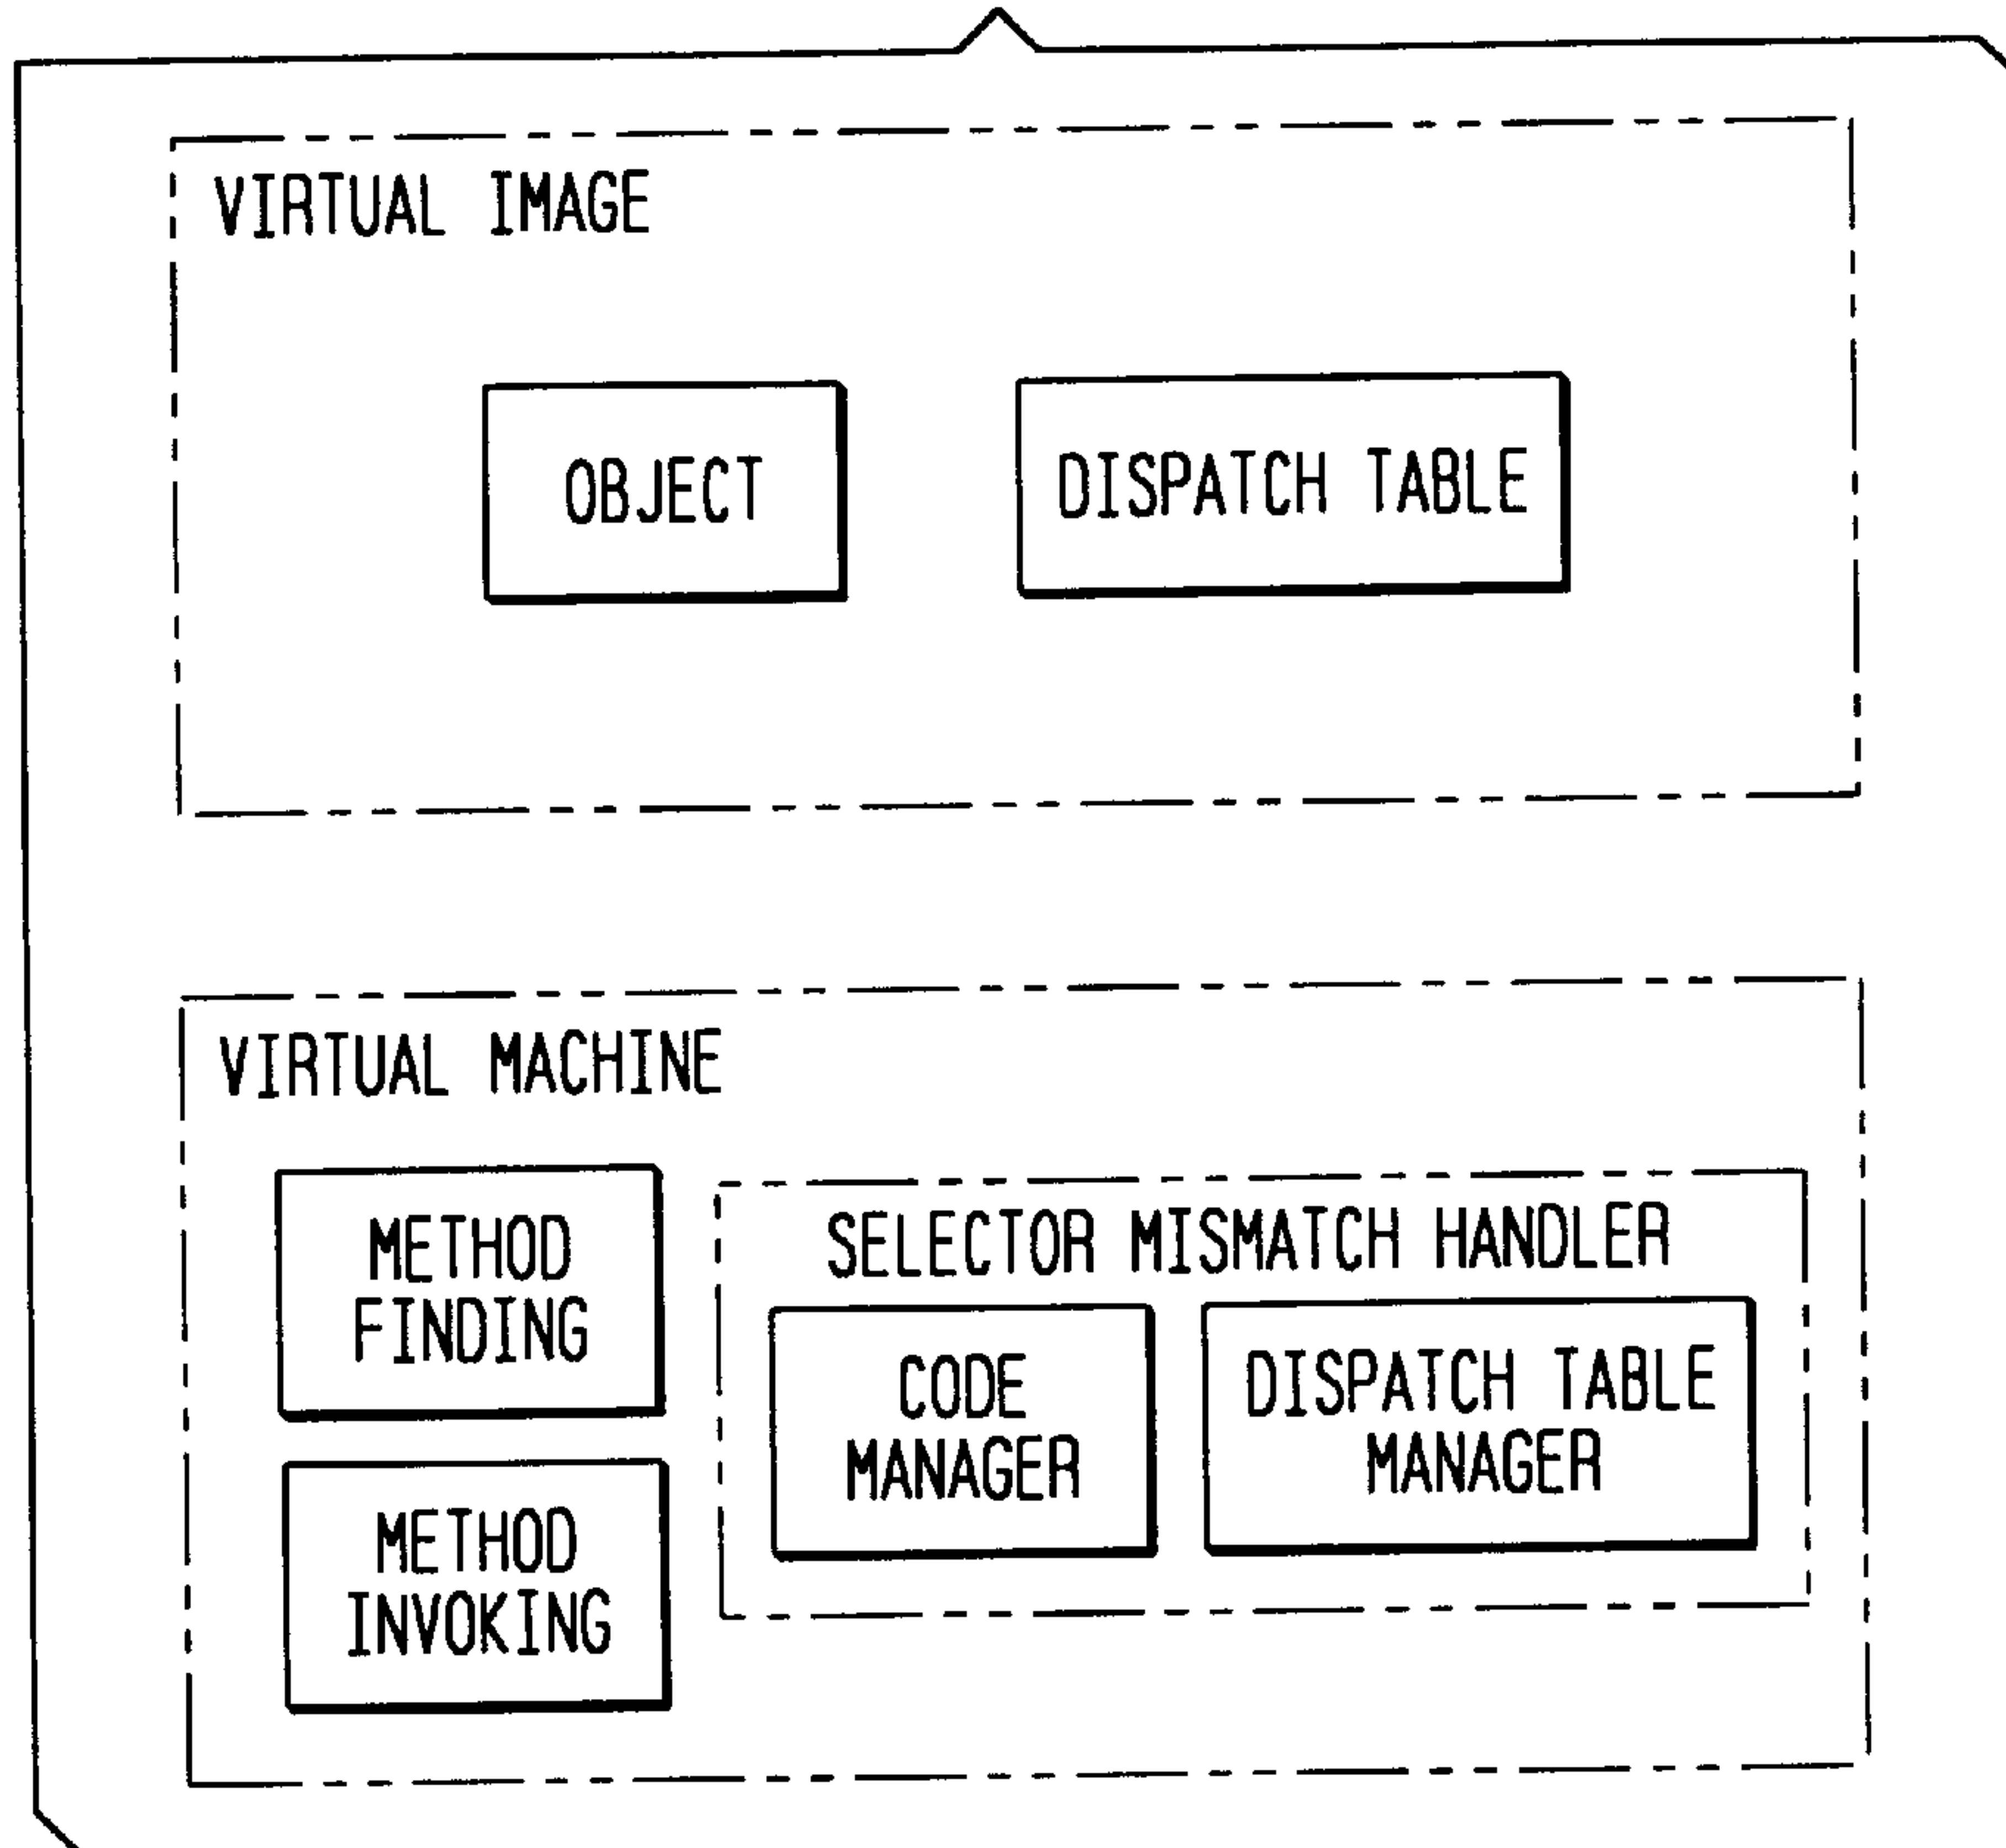 VIRTUAL IMAGE
OBJECT
DISPATCH TABLE
VIRTUAL MACHINE
METHOD
FINDING
METHOD
INVOKING
SELECTOR MISMATCH HANDLER
CODE
MANAGER
DISPATCH TABLE
MANAGER